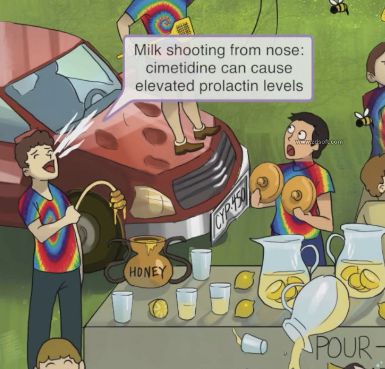 Milk shooting from nose:
cimetidine can cause
elevated prolactin levels
CYP-450
HONEY
POUR-